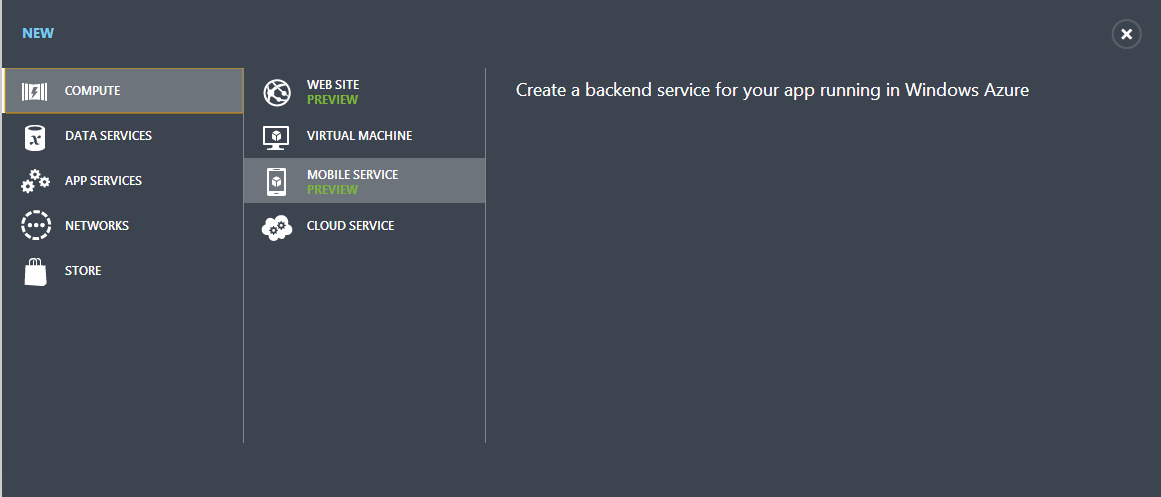 NEW
COMPUTE
DATA SERVICES
APP SERVICES
NETWORKS
STORE
WEB SITE
PREVIEW
VIRTUAL MACHINE
MOBILE SERVICE
PREVIEW
CLOUD SERVICE
Create a backend service for your app running in Windows Azure